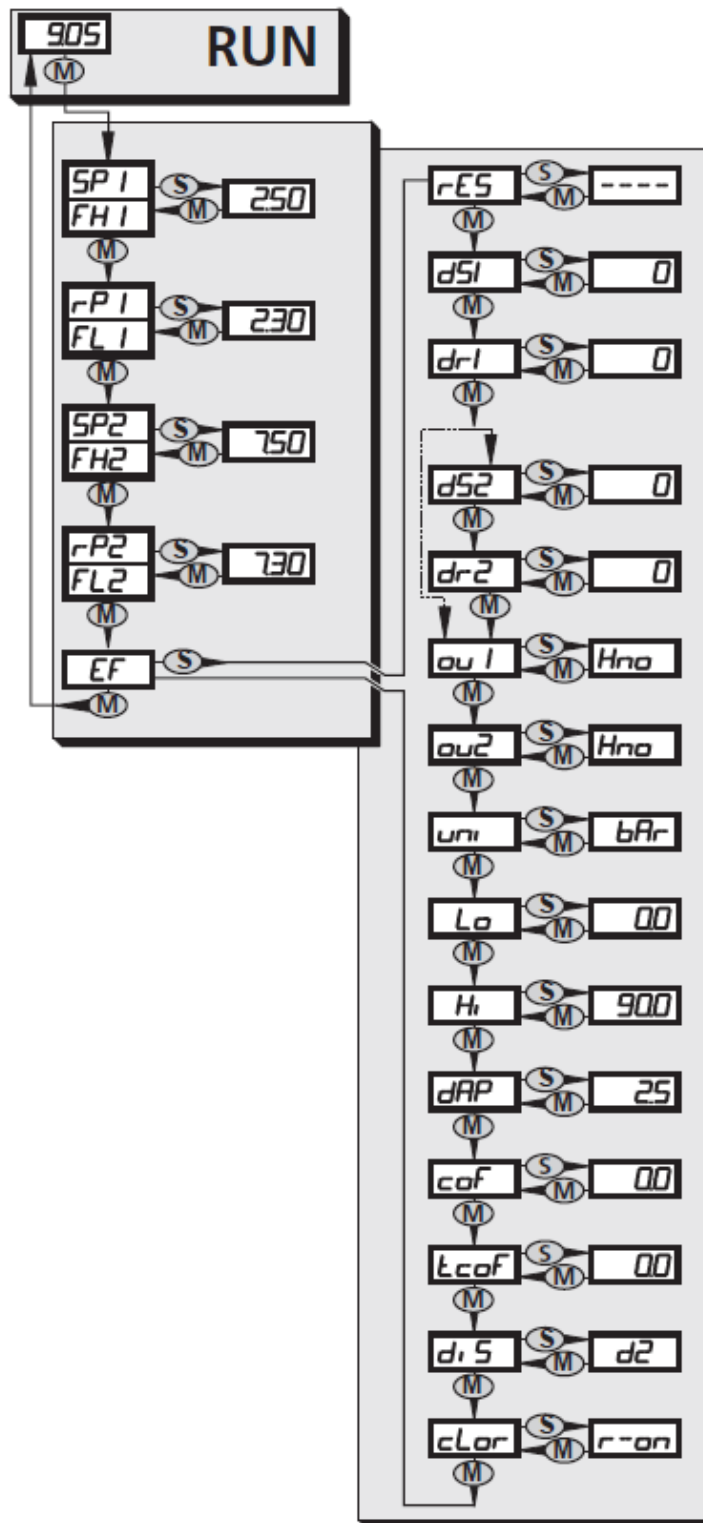 9.05
RUN
M
SP1
FH1
S
M
2.50
M
rP1
FL1
S
M
2.30
M
SP2
FH2
S
M
7.50
M
rP2
FL2
S
M
7.30
M
EF
S
M
rES
S
M
----
M
dS1
S
M
0
M
dr1
S
M
0
M
dS2
S
M
0
M
dr2
S
M
0
M
ou1
S
M
Hno
M
ou2
S
M
Hno
M
uni
S
M
bAr
M
Lo
S
M
0.0
M
Hi
S
M
90.0
M
dAP
S
M
2.5
M
coF
S
M
0.0
M
tcoF
S
M
0.0
M
diS
S
M
d2
M
cLor
S
M
r-on
M